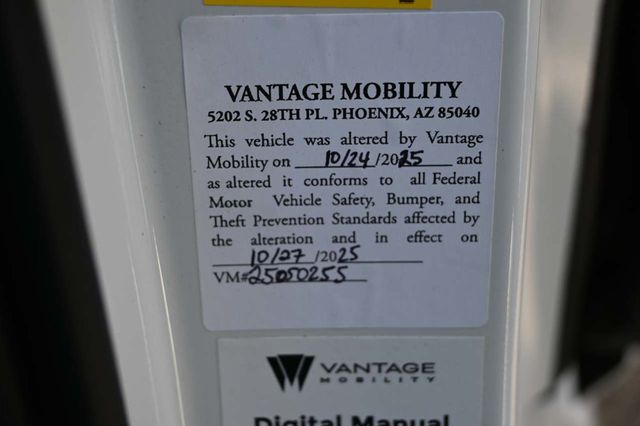 VANTAGE MOBILITY
5202 S. 28TH PL. PHOENIX, AZ 85040
This vehicle was altered by Vantage
Mobility on 10/24/2025 and
as altered it conforms to all Federal
Motor Vehicle Safety, Bumper, and
Theft Prevention Standards affected by
the alteration and in effect on
10/27/2025
VM#25050255
VANTAGE
MOBILITY
Digital Manual